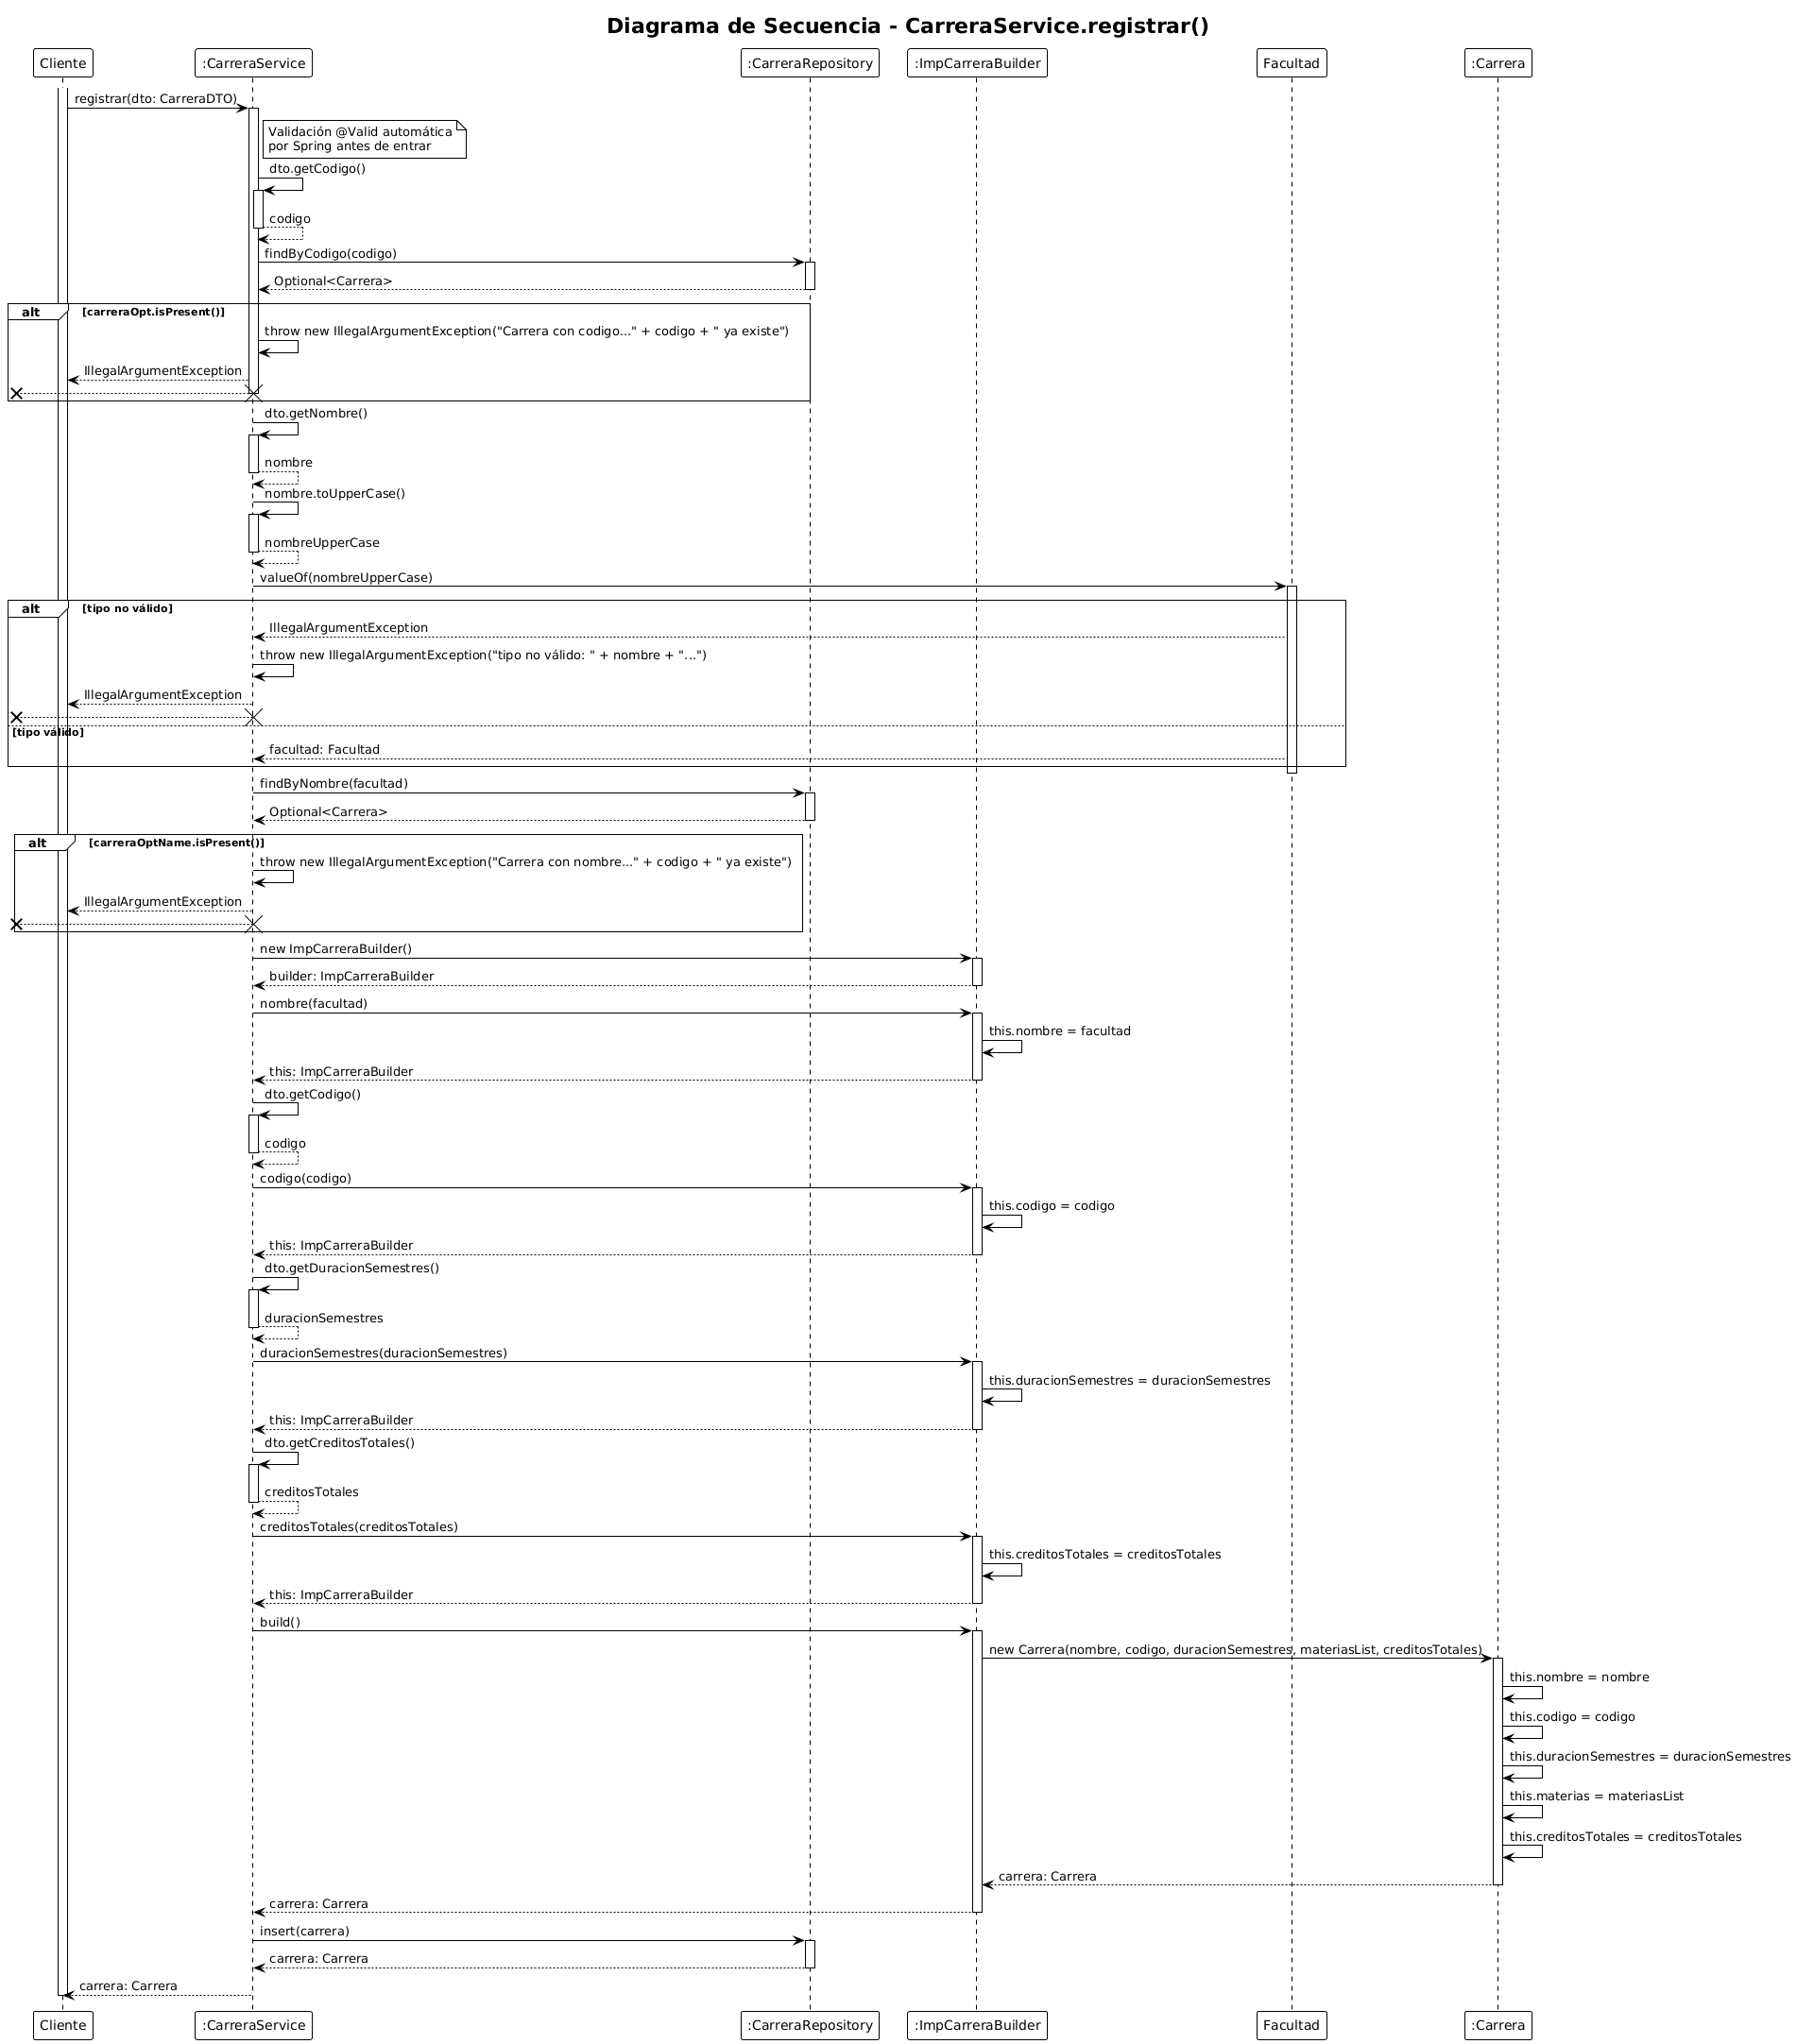 Diagrama de Secuencia - CarreraService.registrar()
Cliente
:CarreraService
:CarreraRepository
:ImpCarreraBuilder
Facultad
:Carrera
registrar(dto: CarreraDTO)
Validación @Valid automática
por Spring antes de entrar
dto.getCodigo()
codigo
findByCodigo(codigo)
Optional<Carrera>
alt
[carreraOpt.isPresent()]
throw new IllegalArgumentException("Carrera con codigo..." + codigo + " ya existe")
IllegalArgumentException
dto.getNombre()
nombre
nombre.toUpperCase()
nombreUpperCase
valueOf(nombreUpperCase)
alt
[tipo no válido]
IllegalArgumentException
throw new IllegalArgumentException("tipo no válido: " + nombre + "...")
IllegalArgumentException
[tipo válido]
facultad: Facultad
findByNombre(facultad)
Optional<Carrera>
alt
[carreraOptName.isPresent()]
throw new IllegalArgumentException("Carrera con nombre..." + codigo + " ya existe")
IllegalArgumentException
new ImpCarreraBuilder()
builder: ImpCarreraBuilder
nombre(facultad)
this.nombre = facultad
this: ImpCarreraBuilder
dto.getCodigo()
codigo
codigo(codigo)
this.codigo = codigo
this: ImpCarreraBuilder
dto.getDuracionSemestres()
duracionSemestres
duracionSemestres(duracionSemestres)
this.duracionSemestres = duracionSemestres
this: ImpCarreraBuilder
dto.getCreditosTotales()
creditosTotales
creditosTotales(creditosTotales)
this.creditosTotales = creditosTotales
this: ImpCarreraBuilder
build()
new Carrera(nombre, codigo, duracionSemestres, materiasList, creditosTotales)
this.nombre = nombre
this.codigo = codigo
this.duracionSemestres = duracionSemestres
this.materias = materiasList
this.creditosTotales = creditosTotales
carrera: Carrera
carrera: Carrera
insert(carrera)
carrera: Carrera
carrera: Carrera
Cliente
:CarreraService
:CarreraRepository
:ImpCarreraBuilder
Facultad
:Carrera